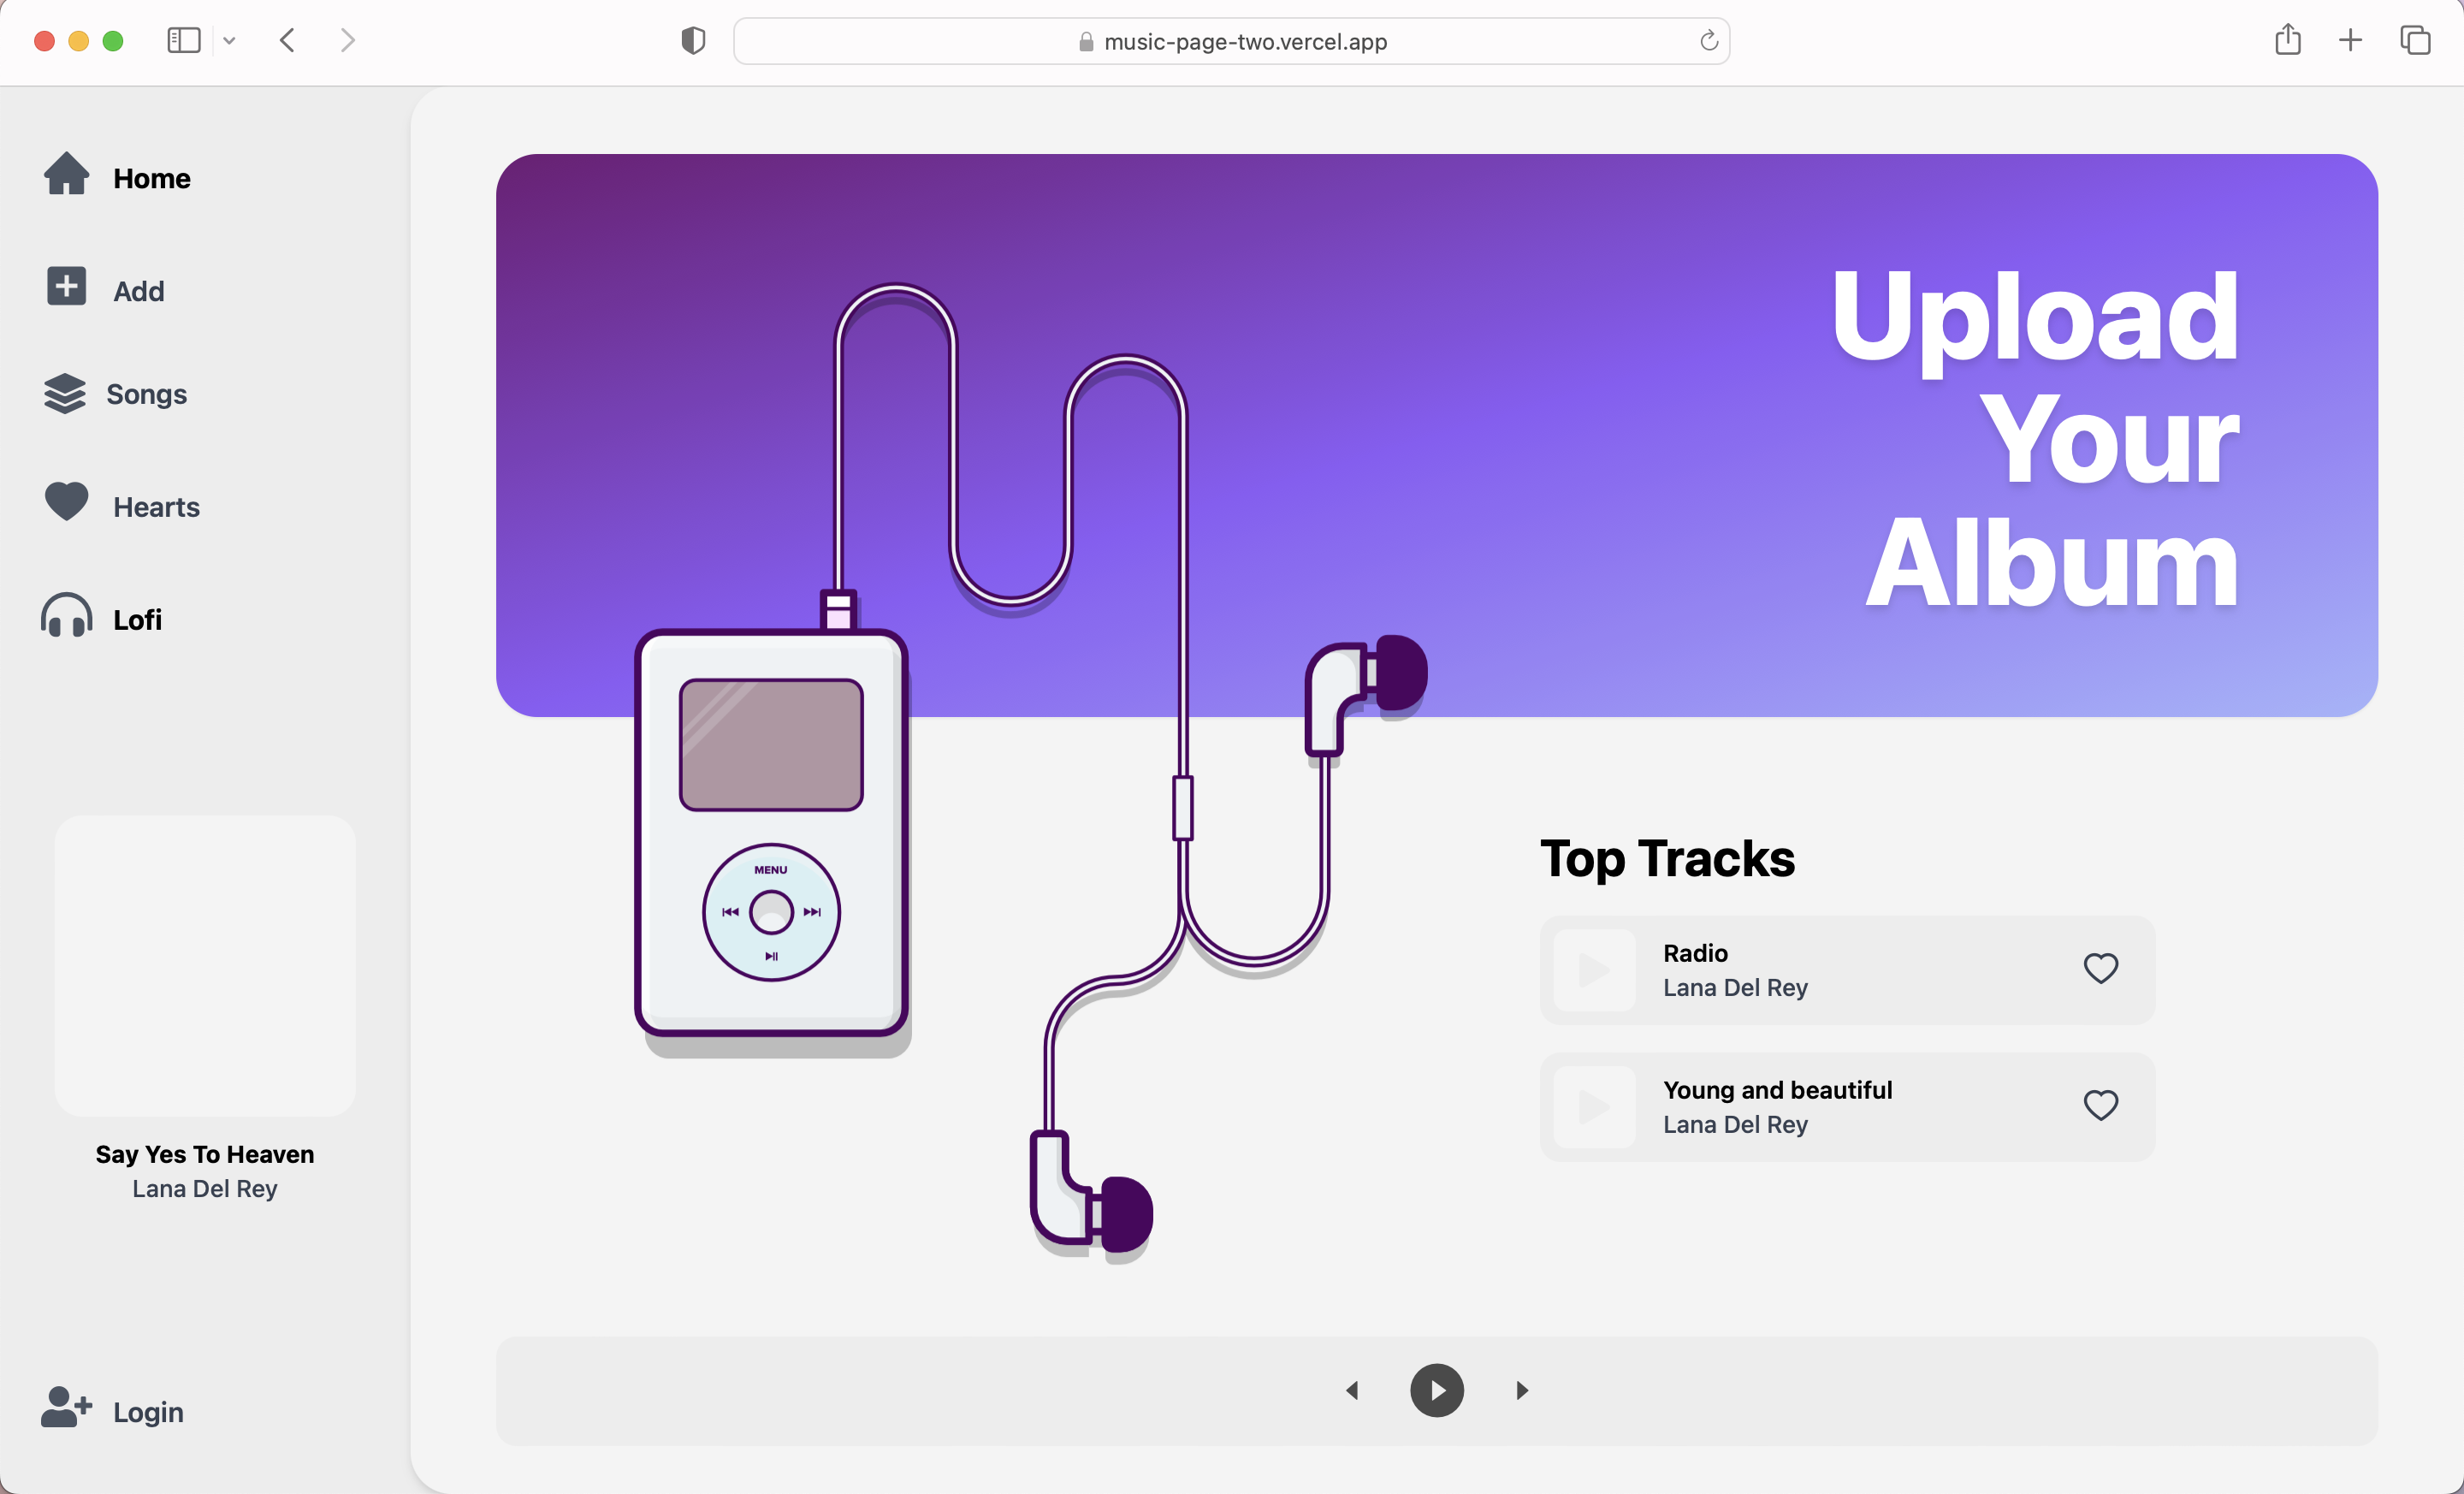 music-page-two.vercel.app
Home
Add
Songs
Hearts
Lofi
Say Yes To Heaven
Lana Del Rey
Login
Upload
Your
Album
MENU
Top Tracks
Radio
Lana Del Rey
Young and beautiful
Lana Del Rey